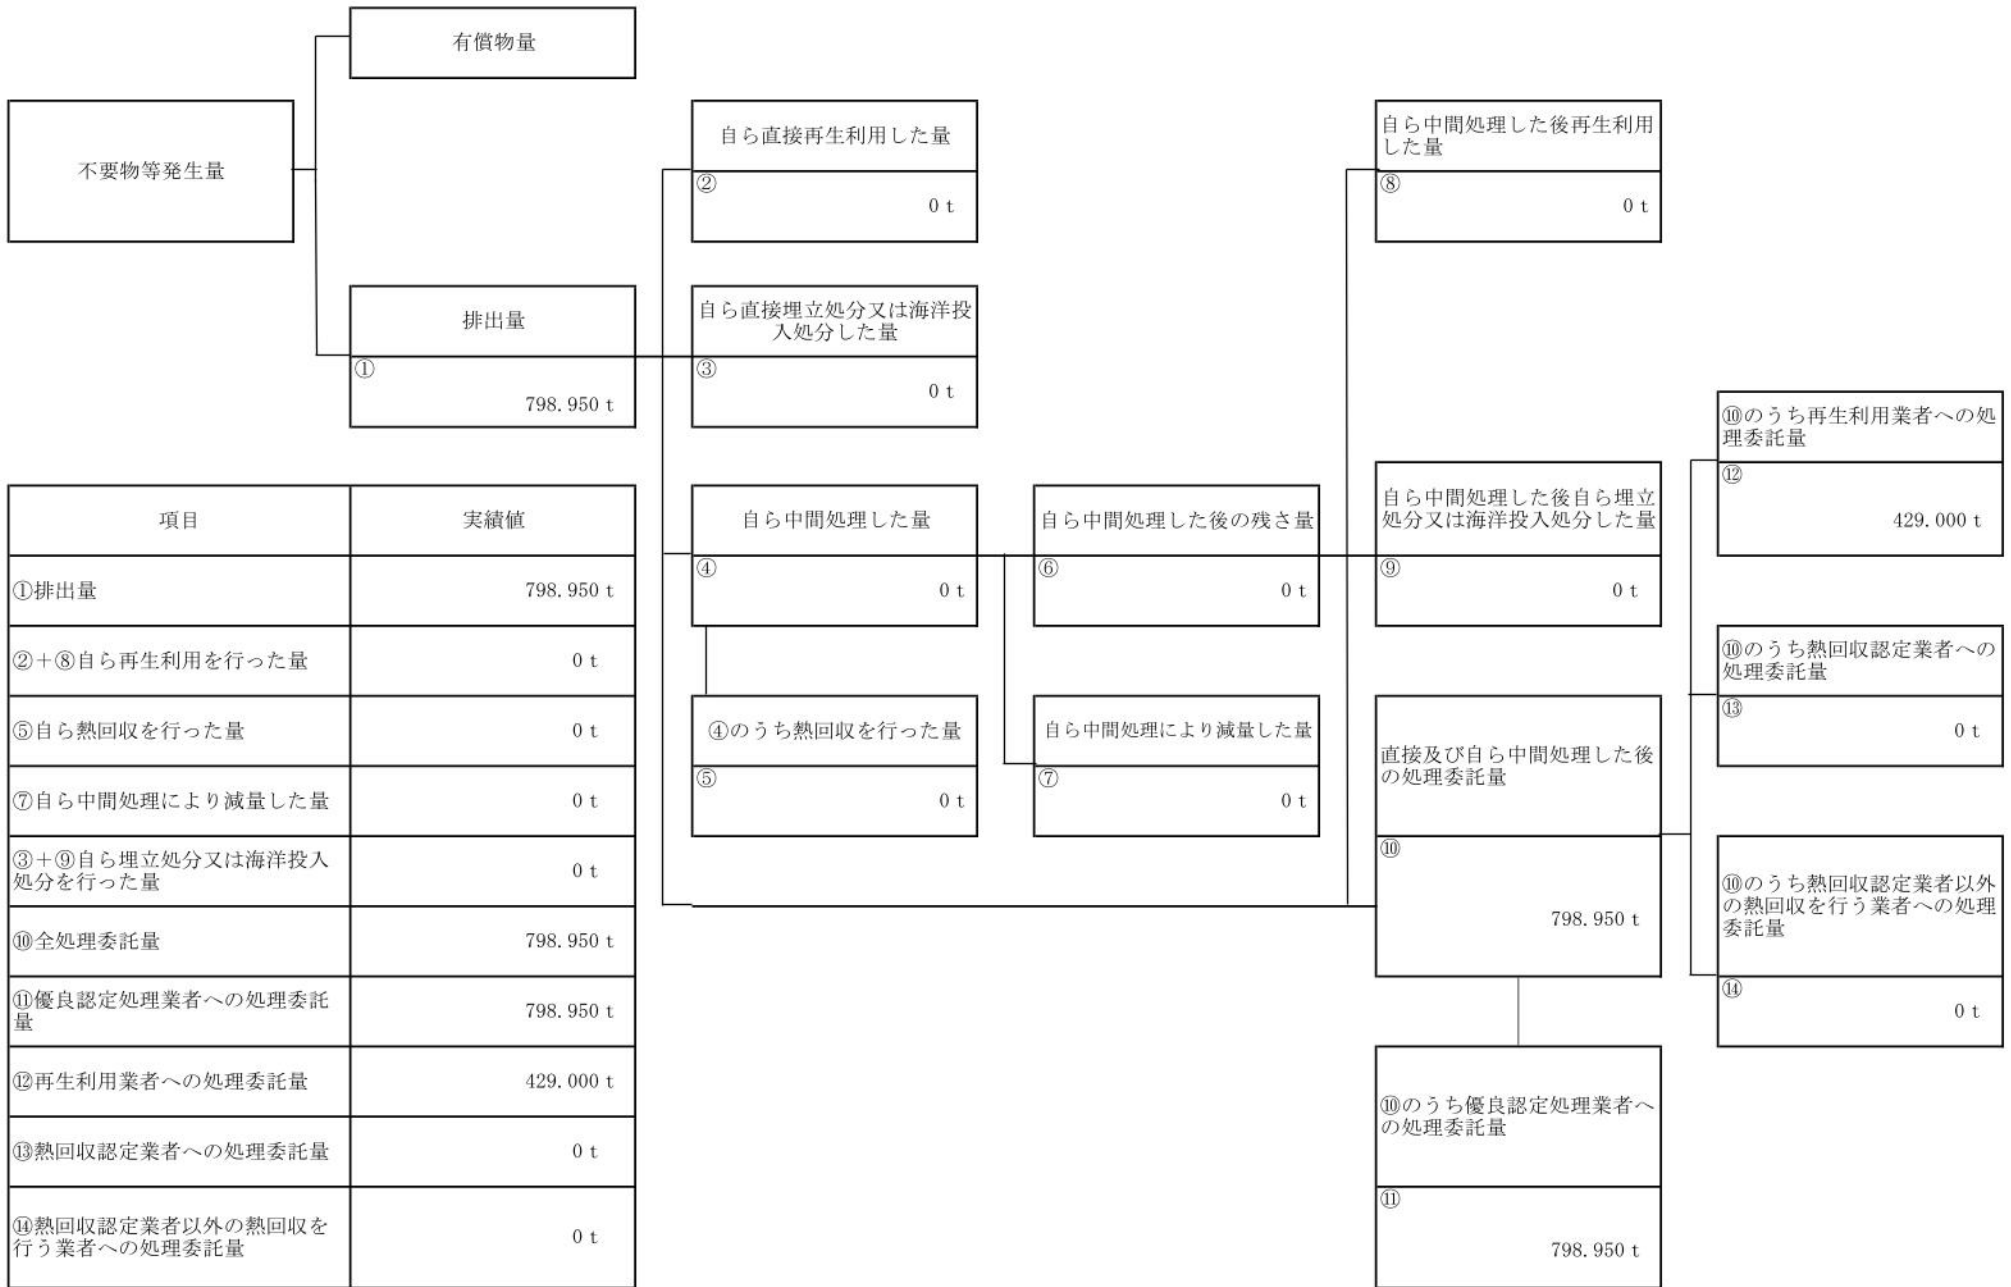 有償物量
不要物等発生量
排出量
①
798.950 t
自ら直接再生利用した量
②
0 t
自ら直接埋立処分又は海洋投
入処分した量
③
0 t
自ら中間処理した量
④
0 t
④のうち熱回収を行った量
⑤
0 t
自ら中間処理した後の残さ量
⑥
0 t
自ら中間処理により減量した量
⑦
0 t
自ら中間処理した後再生利用
した量
⑧
0 t
自ら中間処理した後自ら埋立
処分又は海洋投入処分した量
⑨
0 t
直接及び自ら中間処理した後
の処理委託量
⑩
798.950 t
⑩のうち優良認定処理業者へ
の処理委託量
⑪
798.950 t
⑩のうち再生利用業者への処
理委託量
⑫
429.000 t
⑩のうち熱回収認定業者への
処理委託量
⑬
0 t
⑩のうち熱回収認定業者以外
の熱回収を行う業者への処理
委託量
⑭
0 t
項目 実績値
①排出量 798.950 t
②+⑧自ら再生利用を行った量 0 t
⑤自ら熱回収を行った量 0 t
⑦自ら中間処理により減量した量 0 t
③+⑨自ら埋立処分又は海洋投入
処分を行った量 0 t
⑩全処理委託量 798.950 t
⑪優良認定処理業者への処理委託
量 798.950 t
⑫再生利用業者への処理委託量 429.000 t
⑬熱回収認定業者への処理委託量 0 t
⑭熱回収認定業者以外の熱回収を
行う業者への処理委託量 0 t